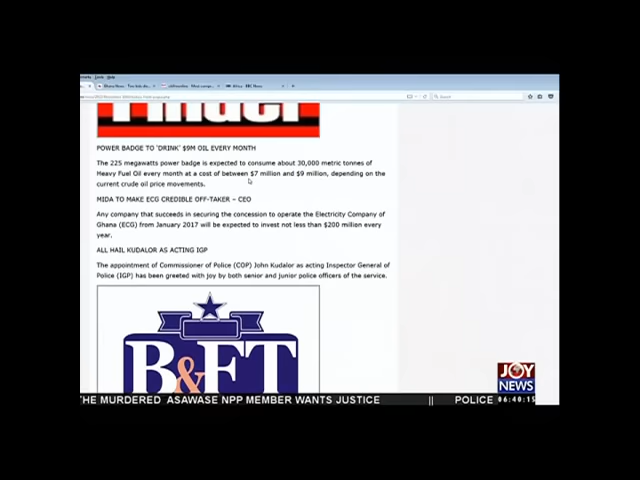 Finder
POWER BADGE TO 'DRINK' $9M OIL EVERY MONTH
The 225 megawatts power badge is expected to consume about 30,000 metric tonnes of
Heavy Fuel Oil every month at a cost of between $7 million and $9 million, depending on the
current crude oil price movements.
MIDA TO MAKE ECG CREDIBLE OFF-TAKER – CEO
Any company that succeeds in securing the concession to operate the Electricity Company of
Ghana (ECG) from January 2017 will be expected to invest not less than $200 million every
year.
ALL HAIL KUDALOR AS ACTING IGP
The appointment of Commissioner of Police (COP) John Kudalor as acting Inspector General of
Police (IGP) has been greeted with joy by both senior and junior police officers of the service.
B&FT
JOY
NEWS
THE MURDERED ASAWASE NPP MEMBER WANTS JUSTICE || POLICE 06:40:15